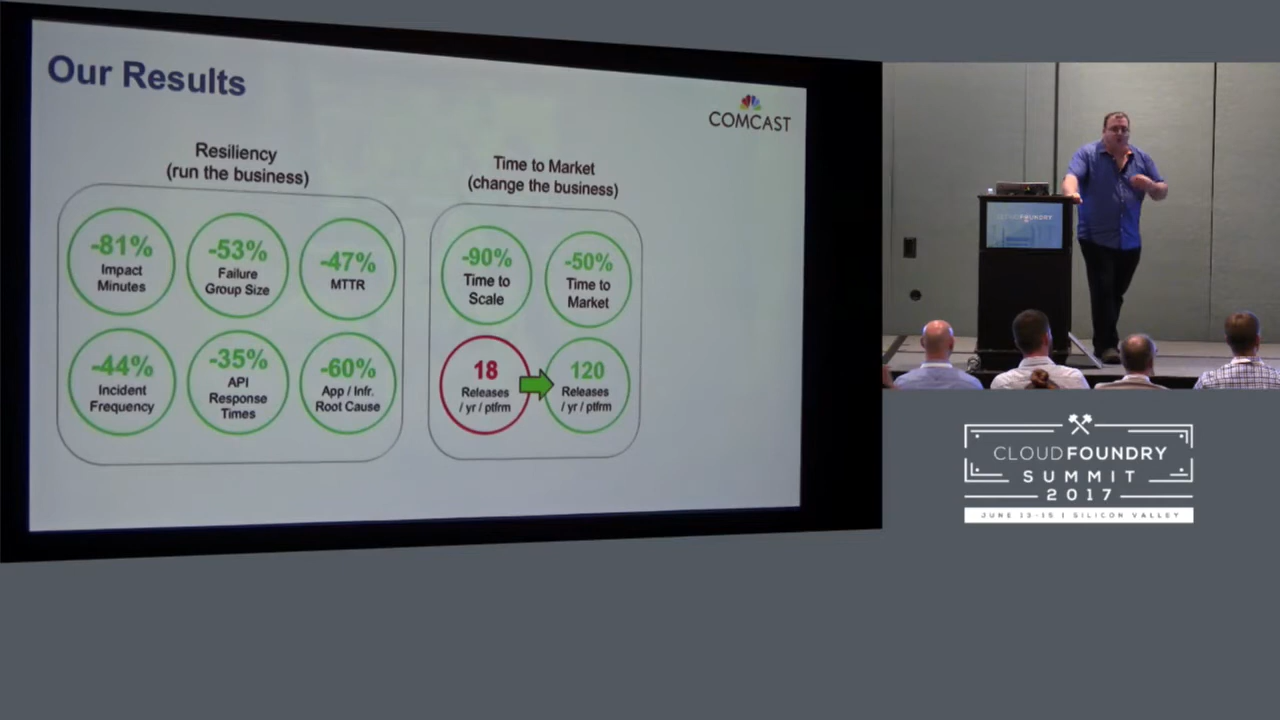 Our Results
COMCAST
Resiliency
(run the business)
-81%
Impact
Minutes
-53%
Failure
Group Size
-47%
MTTR
-44%
Incident
Frequency
-35%
API
Response
Times
-60%
App / Infr.
Root Cause
Time to Market
(change the business)
-90%
Time to
Scale
-50%
Time to
Market
18
Releases
/ yr / ptfrm
120
Releases
/ yr / ptfrm
CLOUDFOUNDRY
CLOUDFOUNDRY
SUMMIT
2017
JUNE 13-15 | SILICON VALLEY